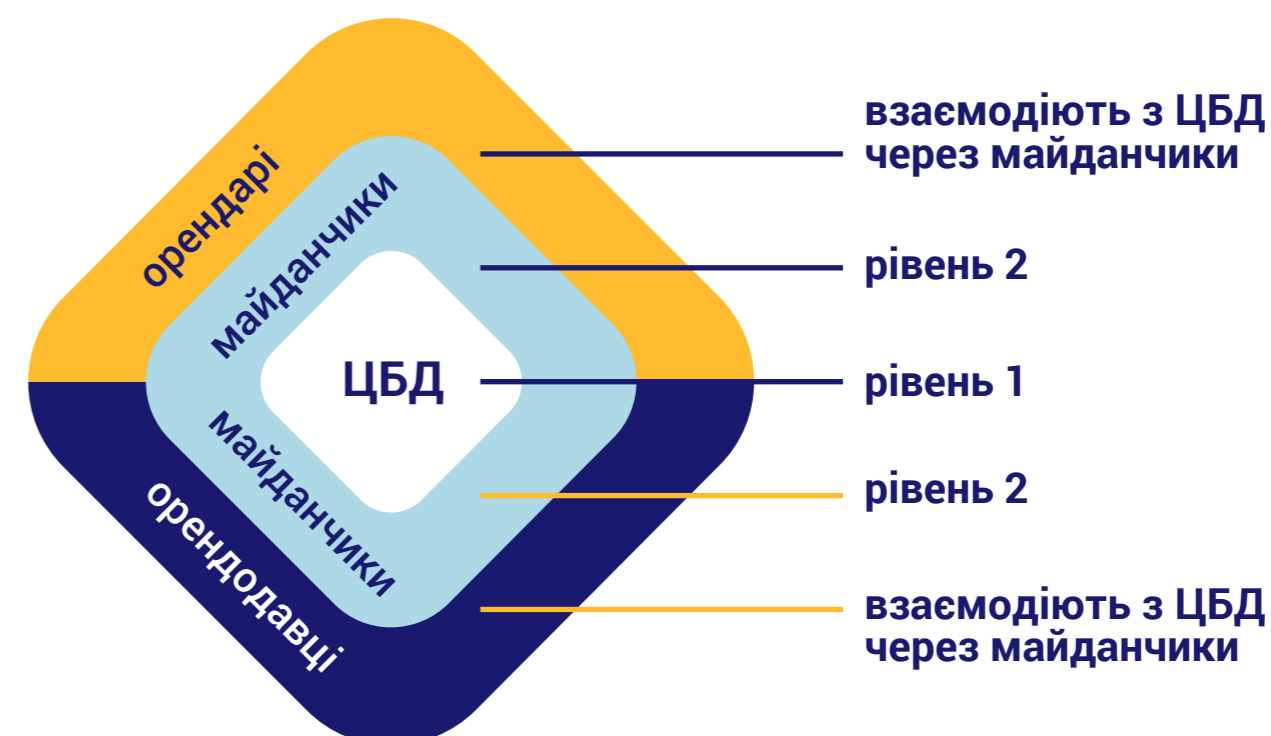 орендарі
майданчики
ЦБД
майданчики
орендодавці
взаємодіють з ЦБД
через майданчики
рівень 2
рівень 1
рівень 2
взаємодіють з ЦБД
через майданчики